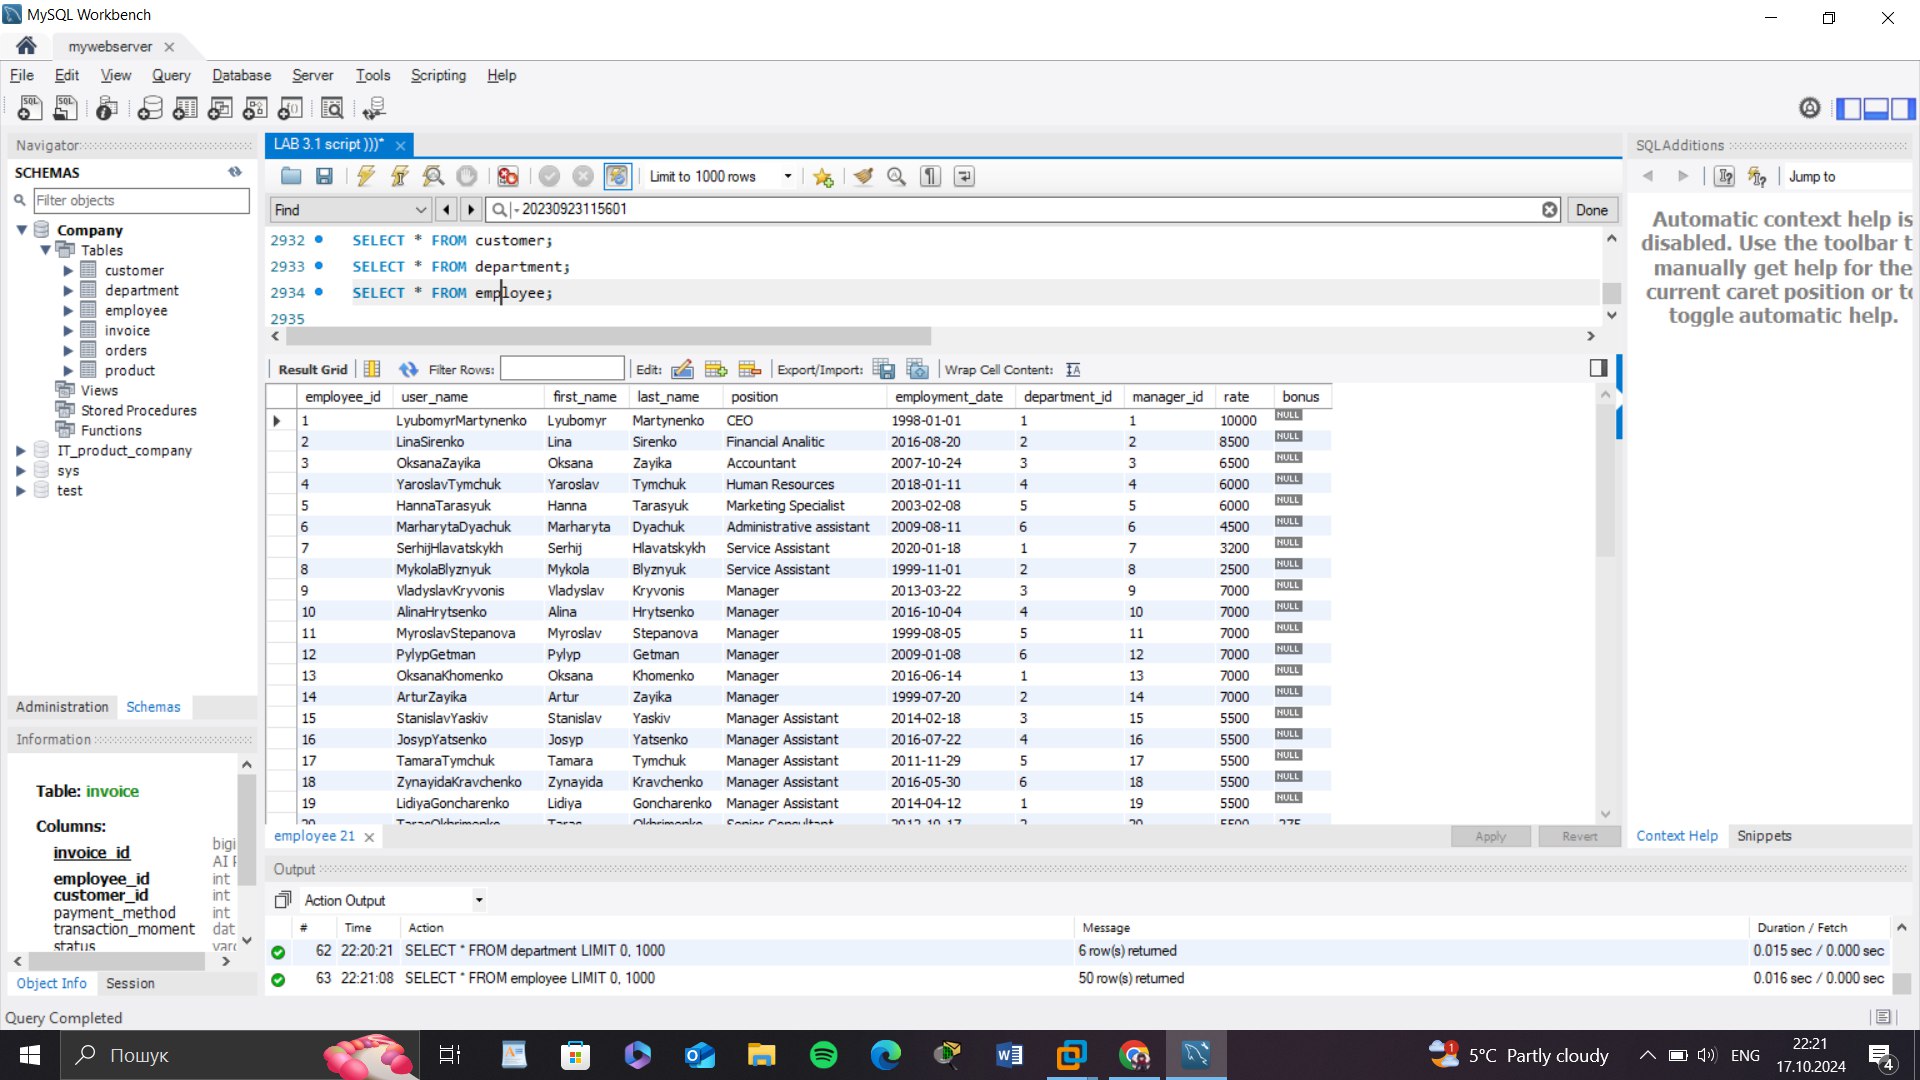 MySQL Workbench
mywebserver
File Edit View Query Database Server Tools Scripting Help
Navigator
SCHEMAS
Filter objects
Company
Tables
customer
department
employee
invoice
orders
product
Views
Stored Procedures
Functions
IT_product_company
sys
test
Administration Schemas
Information
Table: invoice
Columns:
invoice_id bigi
AI P
employee_id int
customer_id int
payment_method int
transaction_moment dat
status varc
Object Info Session
LAB 3.1 script )))*
Limit to 1000 rows
Find 20230923115601 Done
2932 SELECT * FROM customer;
2933 SELECT * FROM department;
2934 SELECT * FROM employee;
2935
Result Grid Filter Rows: Edit: Export/Import: Wrap Cell Content:
employee_id user_name first_name last_name position employment_date department_id manager_id rate bonus
1 LyubomyrMartynenko Lyubomyr Martynenko CEO 1998-01-01 1 1 10000 NULL
2 LinaSirenko Lina Sirenko Financial Analitic 2016-08-20 2 2 8500 NULL
3 OksanaZayika Oksana Zayika Accountant 2007-10-24 3 3 6500 NULL
4 YaroslavTymchuk Yaroslav Tymchuk Human Resources 2018-01-11 4 4 6000 NULL
5 HannaTarasyuk Hanna Tarasyuk Marketing Specialist 2003-02-08 5 5 6000 NULL
6 MarharytaDyachuk Marharyta Dyachuk Administrative assistant 2009-08-11 6 6 4500 NULL
7 SerhijHlavatskykh Serhij Hlavatskykh Service Assistant 2020-01-18 1 7 3200 NULL
8 MykolaBlyznyuk Mykola Blyznyuk Service Assistant 1999-11-01 2 8 2500 NULL
9 VladyslavKryvonis Vladyslav Kryvonis Manager 2013-03-22 3 9 7000 NULL
10 AlinaHrytsenko Alina Hrytsenko Manager 2016-10-04 4 10 7000 NULL
11 MyroslavStepanova Myroslav Stepanova Manager 1999-08-05 5 11 7000 NULL
12 PylypGetman Pylyp Getman Manager 2009-01-08 6 12 7000 NULL
13 OksanaKhomenko Oksana Khomenko Manager 2016-06-14 1 13 7000 NULL
14 ArturZayika Artur Zayika Manager 1999-07-20 2 14 7000 NULL
15 StanislavYaskiv Stanislav Yaskiv Manager Assistant 2014-02-18 3 15 5500 NULL
16 JosypYatsenko Josyp Yatsenko Manager Assistant 2016-07-22 4 16 5500 NULL
17 TamaraTymchuk Tamara Tymchuk Manager Assistant 2011-11-29 5 17 5500 NULL
18 ZynayidaKravchenko Zynayida Kravchenko Manager Assistant 2016-05-30 6 18 5500 NULL
19 LidiyaGoncharenko Lidiya Goncharenko Manager Assistant 2014-04-12 1 19 5500 NULL
employee 21
Apply Revert
SQLAdditions
Jump to
Automatic context help is
disabled. Use the toolbar t
manually get help for the
current caret position or to
toggle automatic help.
Context Help Snippets
Output
Action Output
# Time Action Message Duration / Fetch
62 22:20:21 SELECT * FROM department LIMIT 0, 1000 6 row(s) returned 0.015 sec / 0.000 sec
63 22:21:08 SELECT * FROM employee LIMIT 0, 1000 50 row(s) returned 0.016 sec / 0.000 sec
Query Completed
Пошук
1 5°C Partly cloudy ENG 22:21
17.10.2024 4